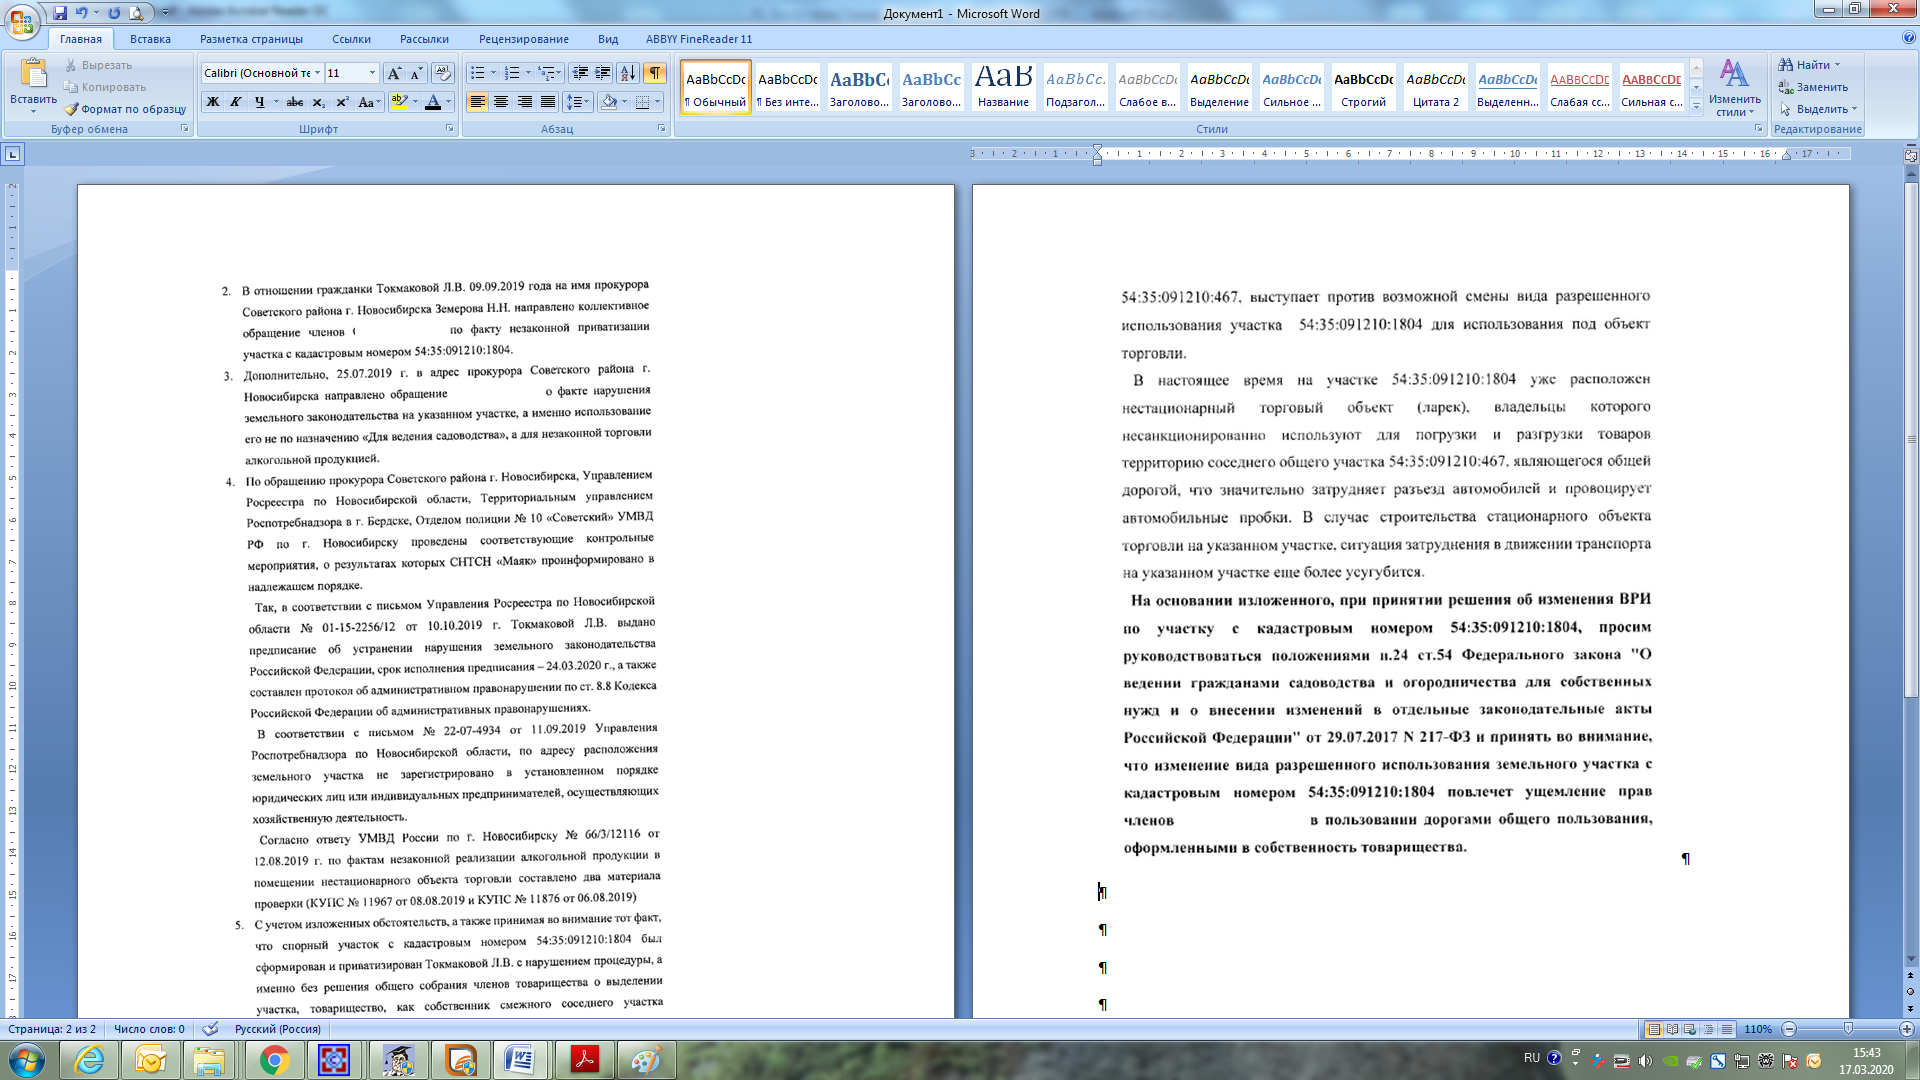 Документ1 - Microsoft Word
Главная
Вставка
Разметка страницы
Ссылки
Рассылки
Рецензирование
Вид
ABBYY FineReader 11
Вставить
Вырезать
Копировать
Формат по образцу
Буфер обмена
Calibri (Основной те
11
Шрифт
Абзац
¶ Обычный
¶ Без инте...
Заголово...
Заголово...
Название
Подзагол...
Слабое в...
Выделение
Сильное ...
Строгий
Цитата 2
Выделенн...
Слабая сс...
Сильная с...
Стили
Изменить стили
Найти
Заменить
Выделить
Редактирование
2. В отношении гражданки Токмаковой Л.В. 09.09.2019 года на имя прокурора
Советского района г. Новосибирска Земерова Н.Н. направлено коллективное
обращение членов по факту незаконной приватизации
участка с кадастровым номером 54:35:091210:1804.
3. Дополнительно, 25.07.2019 г. в адрес прокурора Советского района г.
Новосибирска направлено обращение о факте нарушения
земельного законодательства на указанном участке, а именно использование
его не по назначению «Для ведения садоводства», а для незаконной торговли
алкогольной продукцией.
4. По обращению прокурора Советского района г. Новосибирска, Управлением
Росреестра по Новосибирской области, Территориальным управлением
Роспотребнадзора в г. Бердске, Отделом полиции № 10 «Советский» УМВД
РФ по г. Новосибирску проведены соответствующие контрольные
мероприятия, о результатах которых СНТСН «Маяк» проинформировано в
надлежащем порядке.
Так, в соответствии с письмом Управления Росреестра по Новосибирской
области № 01-15-2256/12 от 10.10.2019 г. Токмаковой Л.В. выдано
предписание об устранении нарушения земельного законодательства
Российской Федерации, срок исполнения предписания – 24.03.2020 г., а также
составлен протокол об административном правонарушении по ст. 8.8 Кодекса
Российской Федерации об административных правонарушениях.
В соответствии с письмом № 22-07-4934 от 11.09.2019 Управления
Роспотребнадзора по Новосибирской области, по адресу расположения
земельного участка не зарегистрировано в установленном порядке
юридических лиц или индивидуальных предпринимателей, осуществляющих
хозяйственную деятельность.
Согласно ответу УМВД России по г. Новосибирску № 66/3/12116 от
12.08.2019 г. по фактам незаконной реализации алкогольной продукции в
помещении нестационарного объекта торговли составлено два материала
проверки (КУПС № 11967 от 08.08.2019 и КУПС № 11876 от 06.08.2019)
5. С учетом изложенных обстоятельств, а также принимая во внимание тот факт,
что спорный участок с кадастровым номером 54:35:091210:1804 был
сформирован и приватизирован Токмаковой Л.В. с нарушением процедуры, а
именно без решения общего собрания членов товарищества о выделении
участка, товарищество, как собственник смежного соседнего участка
54:35:091210:467, выступает против возможной смены вида разрешенного
использования участка 54:35:091210:1804 для использования под объект
торговли.
В настоящее время на участке 54:35:091210:1804 уже расположен
нестационарный торговый объект (ларек), владельцы которого
несанкционированно используют для погрузки и разгрузки товаров
территорию соседнего общего участка 54:35:091210:467, являющегося общей
дорогой, что значительно затрудняет разъезд автомобилей и провоцирует
автомобильные пробки. В случае строительства стационарного объекта
торговли на указанном участке, ситуация затруднения в движении транспорта
на указанном участке еще более усугубится.
На основании изложенного, при принятии решения об изменения ВРИ
по участку с кадастровым номером 54:35:091210:1804, просим
руководствоваться положениями п.24 ст.54 Федерального закона "О
ведении гражданами садоводства и огородничества для собственных
нужд и о внесении изменений в отдельные законодательные акты
Российской Федерации" от 29.07.2017 N 217-ФЗ и принять во внимание,
что изменение вида разрешенного использования земельного участка с
кадастровым номером 54:35:091210:1804 повлечет ущемление прав
членов в пользовании дорогами общего пользования,
оформленными в собственность товарищества.
Страница: 2 из 2
Число слов: 0
Русский (Россия)
110%
RU
15:43
17.03.2020